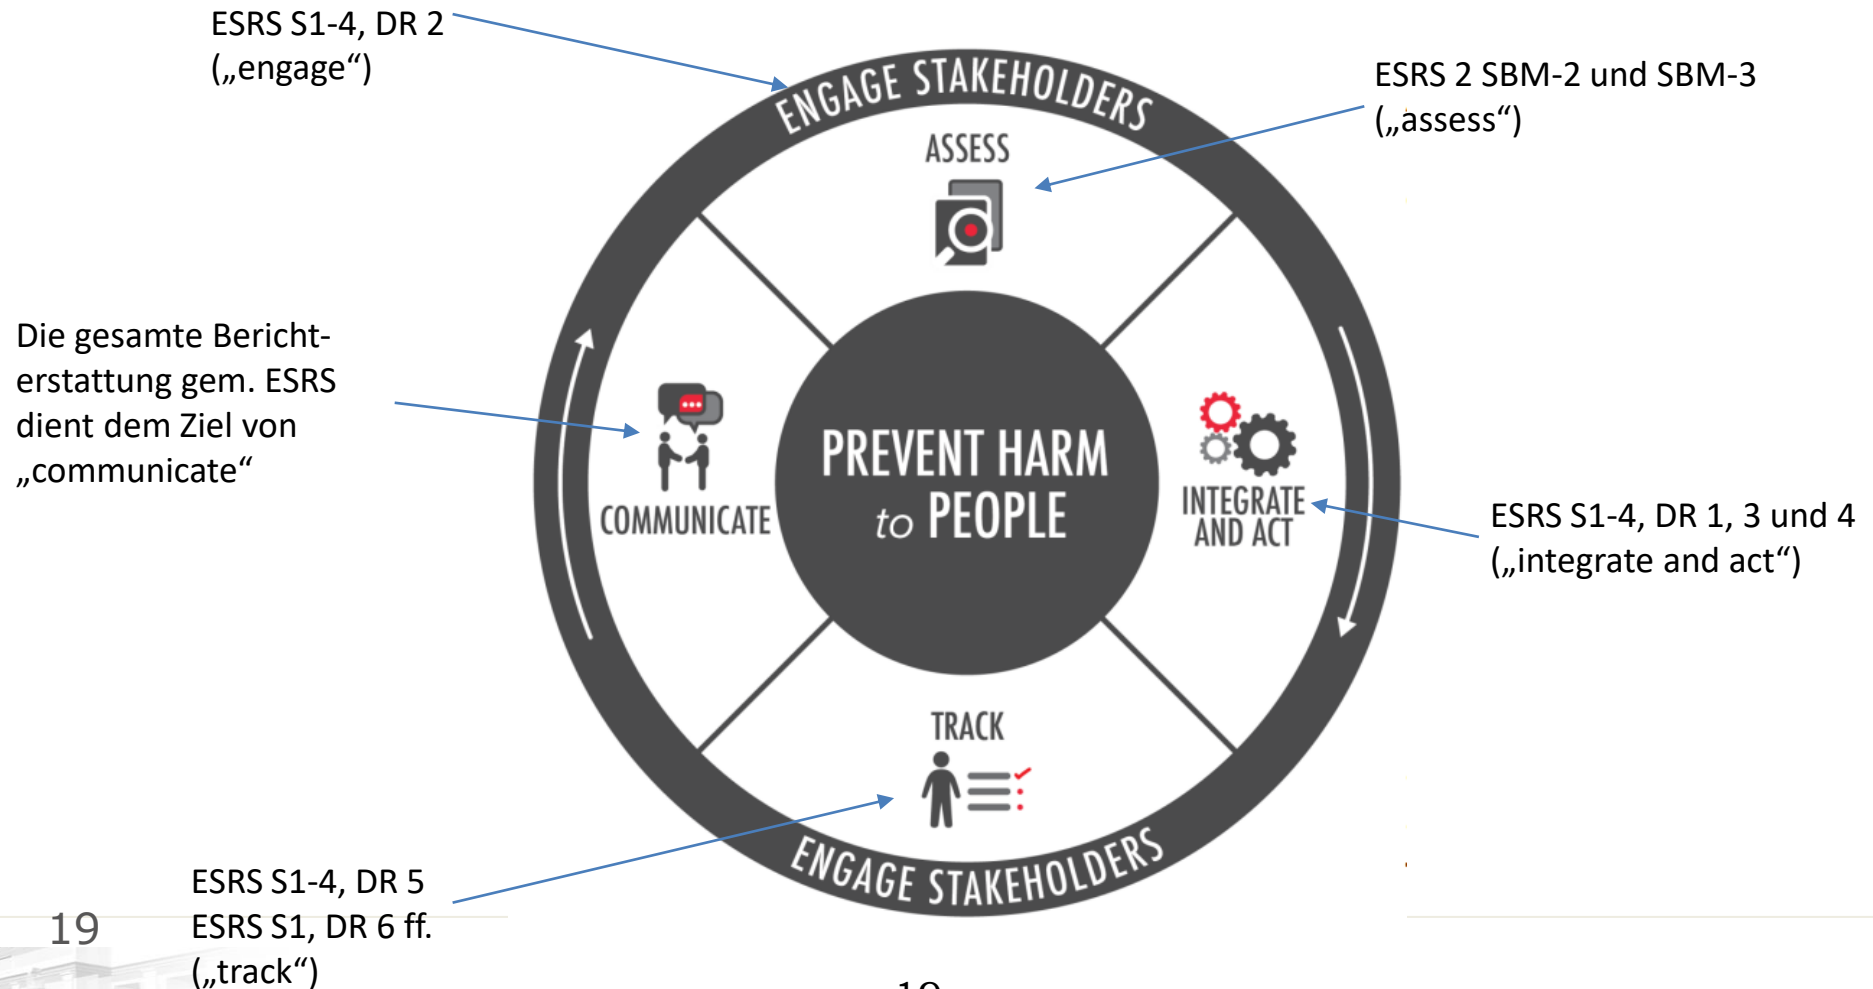 ESRS S1-4, DR 2
(„engage“)
ESRS 2 SBM-2 und SBM-3
(„assess“)
ENGAGE STAKEHOLDERS
ASSESS
Die gesamte Bericht-
erstattung gem. ESRS
dient dem Ziel von
„communicate“
COMMUNICATE
PREVENT HARM
to PEOPLE
INTEGRATE
AND ACT
ESRS S1-4, DR 1, 3 und 4
(„integrate and act“)
TRACK
ENGAGE STAKEHOLDERS
ESRS S1-4, DR 5
ESRS S1, DR 6 ff.
(„track“)
19